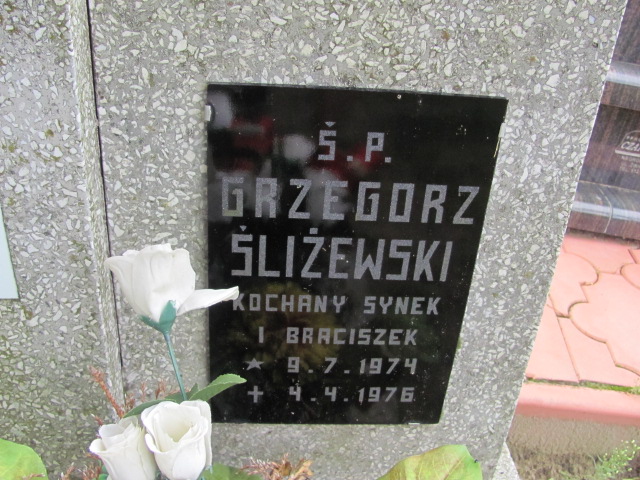 Ś.P.
GRZEGORZ
ŚLIŻEWSKI
KOCHANY SYNEK
I BRACISZEK
★ 9.7.1974
+ 4.4.1976